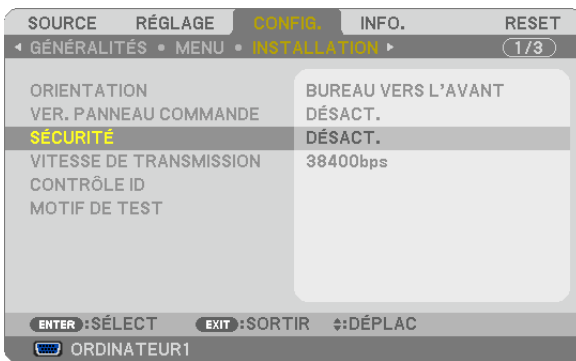 SOURCE RÉGLAGE CONFIG. INFO. RESET
GÉNÉRALITÉS • MENU • INSTALLATION 1/3
ORIENTATION BUREAU VERS L'AVANT
VER. PANNEAU COMMANDE DÉSACT.
SÉCURITÉ DÉSACT.
VITESSE DE TRANSMISSION 38400bps
CONTRÔLE ID
MOTIF DE TEST
ENTER :SÉLECT EXIT :SORTIR :DÉPLAC
ORDINATEUR1